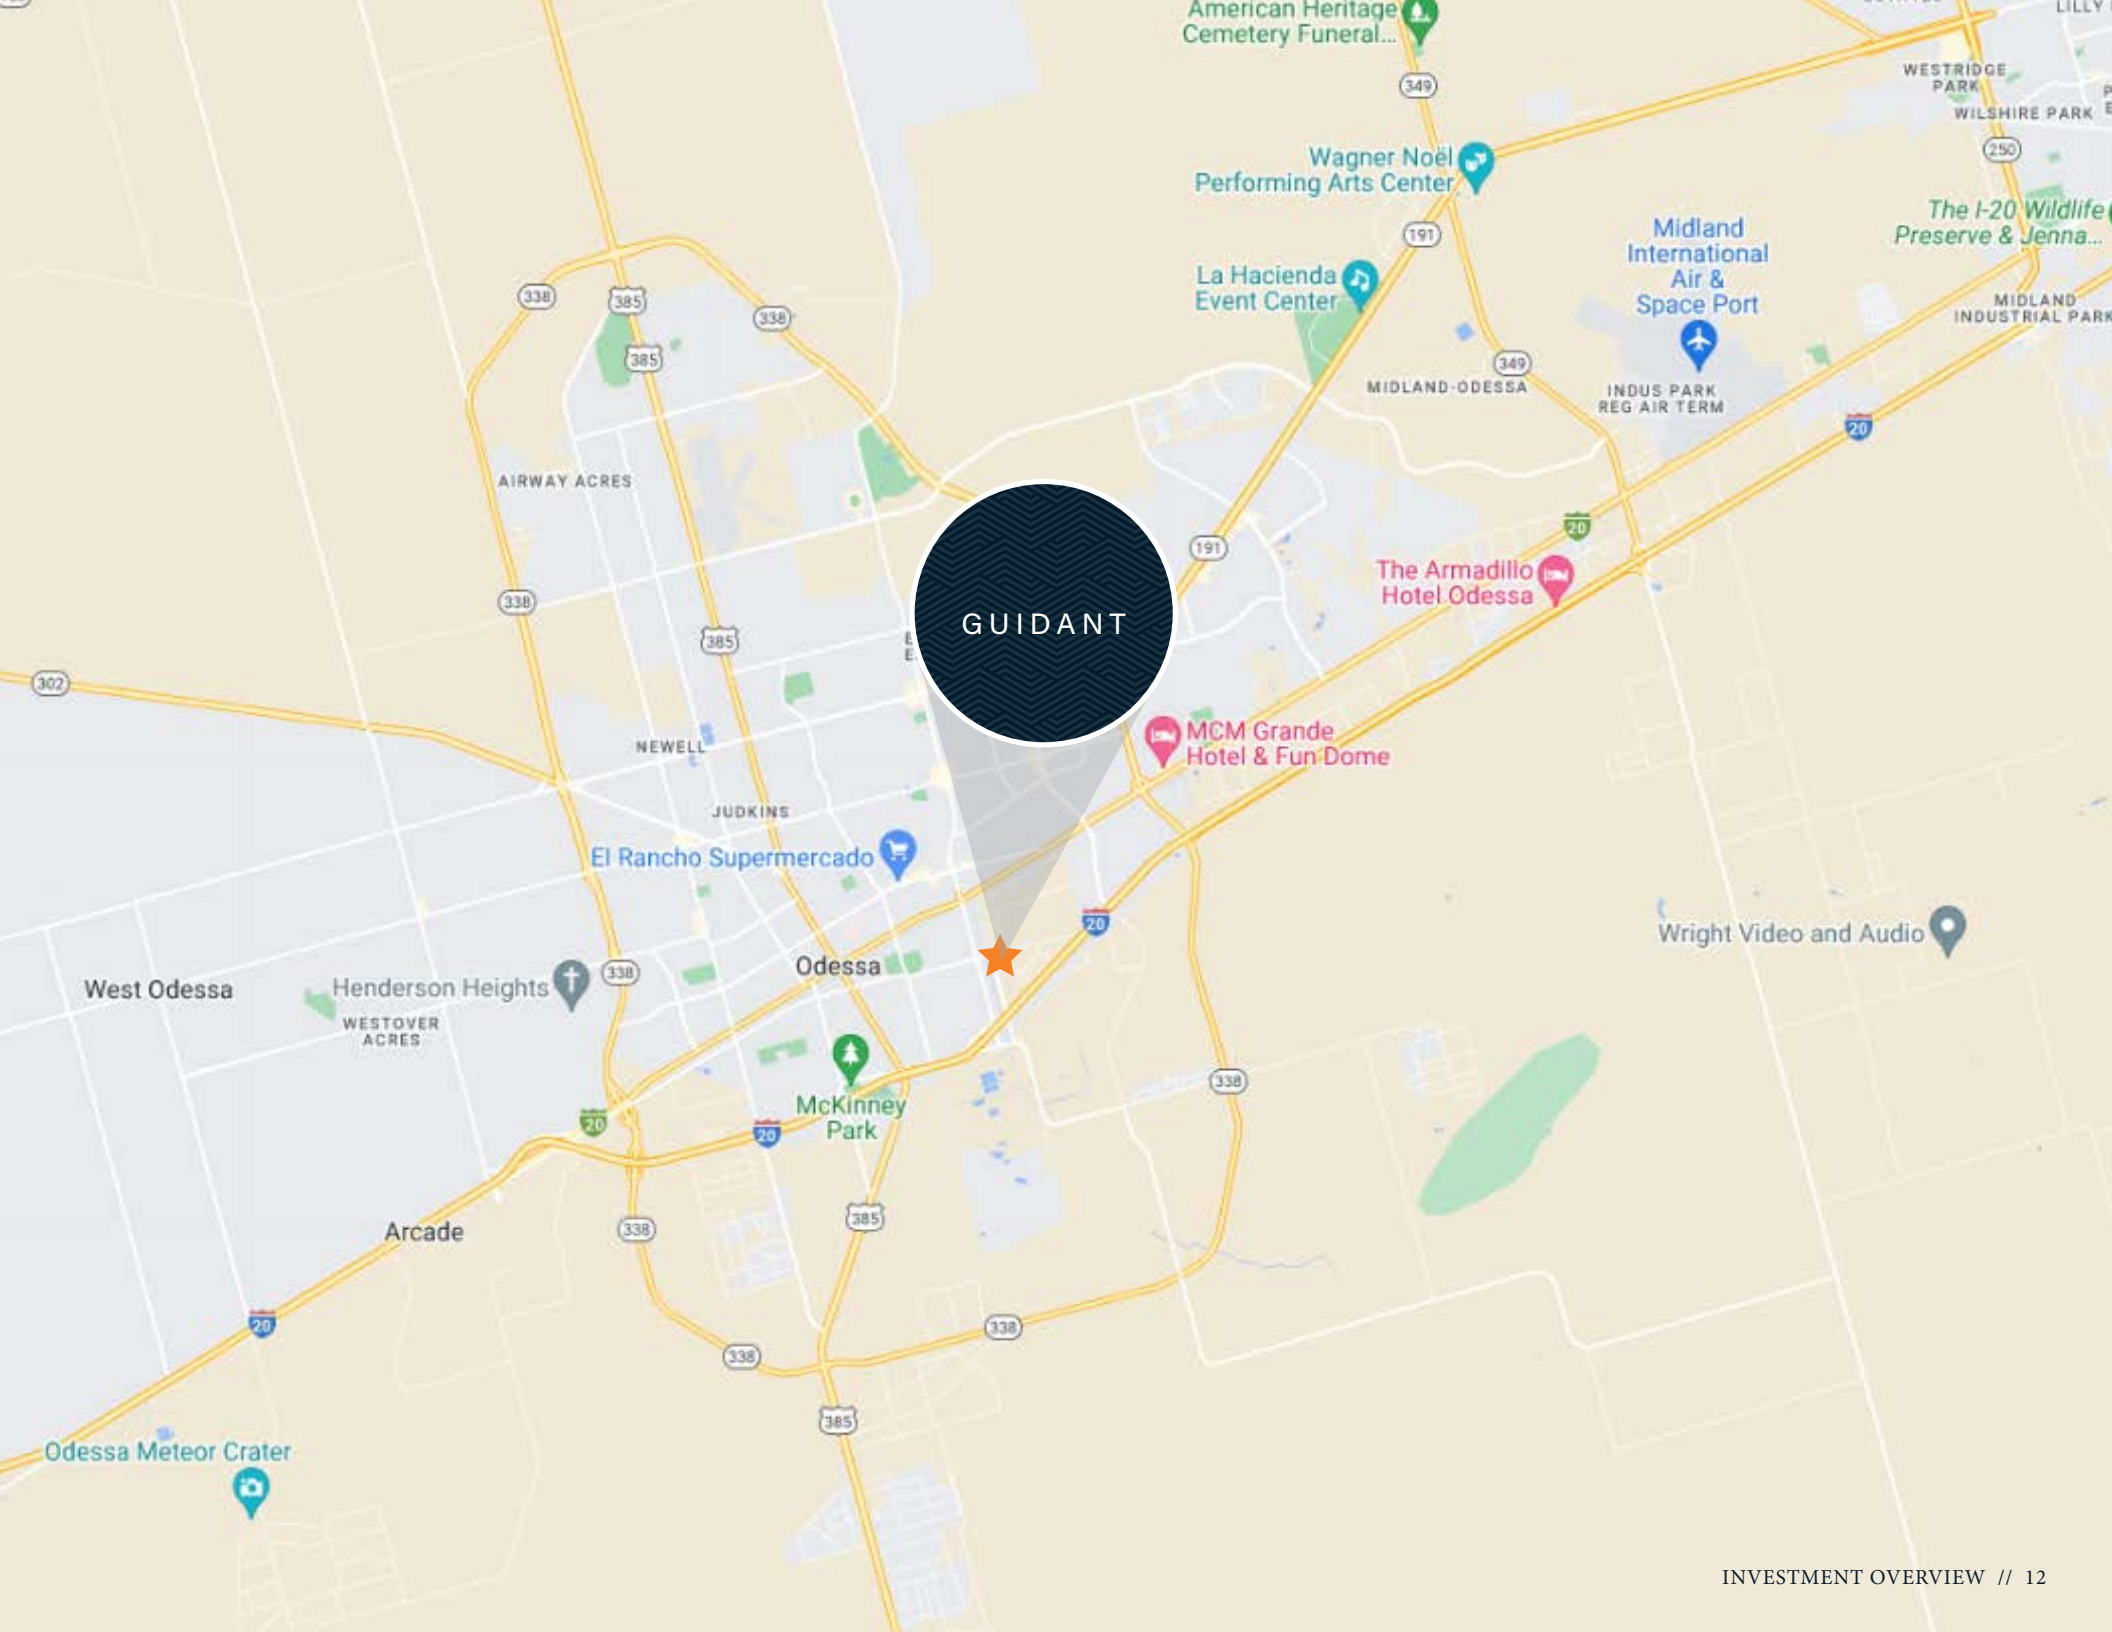 American Heritage
Cemetery Funeral...
LILLY
349
WESTRIDGE
PARK
WILSHIRE PARK
250
Wagner Noël
Performing Arts Center
191
Midland
International
Air &
Space Port
The I-20 Wildlife
Preserve & Jenna...
La Hacienda
Event Center
338
385
338
MIDLAND
INDUSTRIAL PARK
385
349
MIDLAND-ODESSA
INDUS PARK
REG AIR TERM
20
AIRWAY ACRES
20
191
The Armadillo
Hotel Odessa
338
GUIDANT
385
302
MCM Grande
Hotel & Fun Dome
NEWELL
JUDKINS
El Rancho Supermercado
20
Wright Video and Audio
Odessa
338
West Odessa
Henderson Heights
WESTOVER
ACRES
338
McKinney
Park
20
20
385
338
Arcade
20
338
338
385
Odessa Meteor Crater
INVESTMENT OVERVIEW // 12